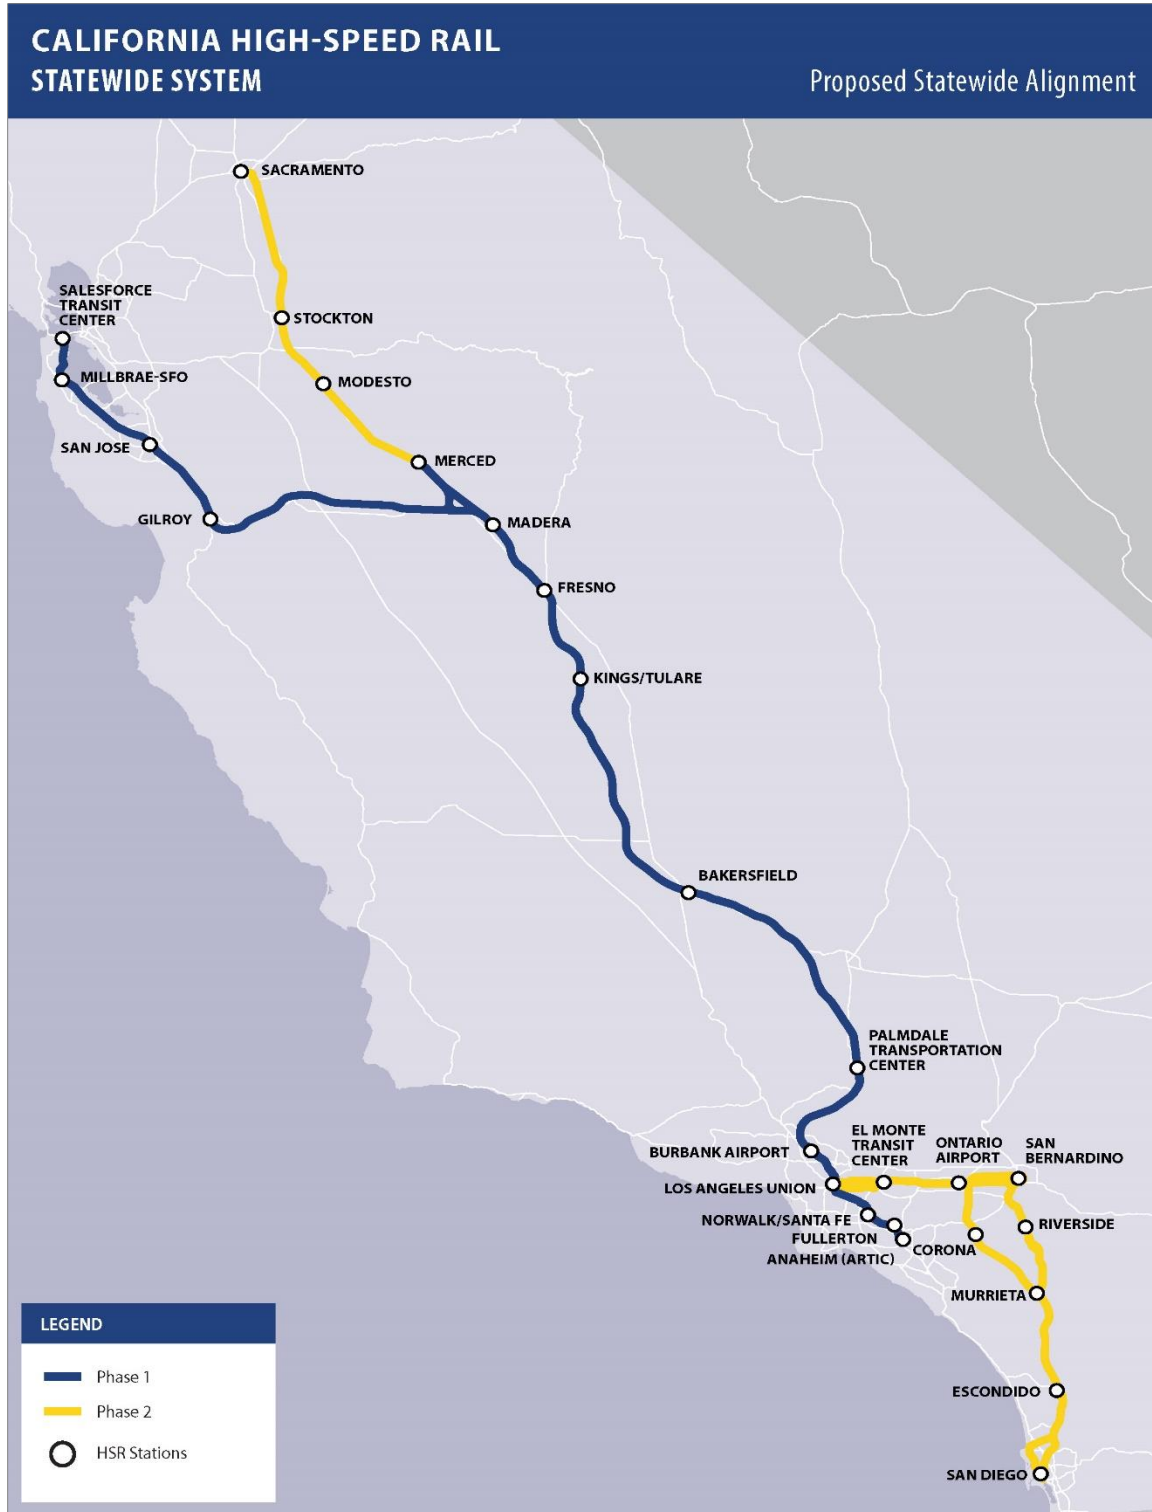 CALIFORNIA HIGH-SPEED RAIL
STATEWIDE SYSTEM
Proposed Statewide Alignment
SACRAMENTO
SALESFORCE
TRANSIT
CENTER
STOCKTON
MILLBRAE-SFO
MODESTO
SAN JOSE
MERCED
GILROY
MADERA
FRESNO
KINGS/TULARE
BAKERSFIELD
PALMDALE
TRANSPORTATION
CENTER
BURBANK AIRPORT
EL MONTE
TRANSIT
CENTER
ONTARIO
AIRPORT
SAN
BERNARDINO
LOS ANGELES UNION
NORWALK/SANTA FE
FULLERTON
ANAHEIM (ARTIC)
CORONA
RIVERSIDE
MURRIETA
ESCONDIDO
SAN DIEGO
LEGEND
Phase 1
Phase 2
HSR Stations